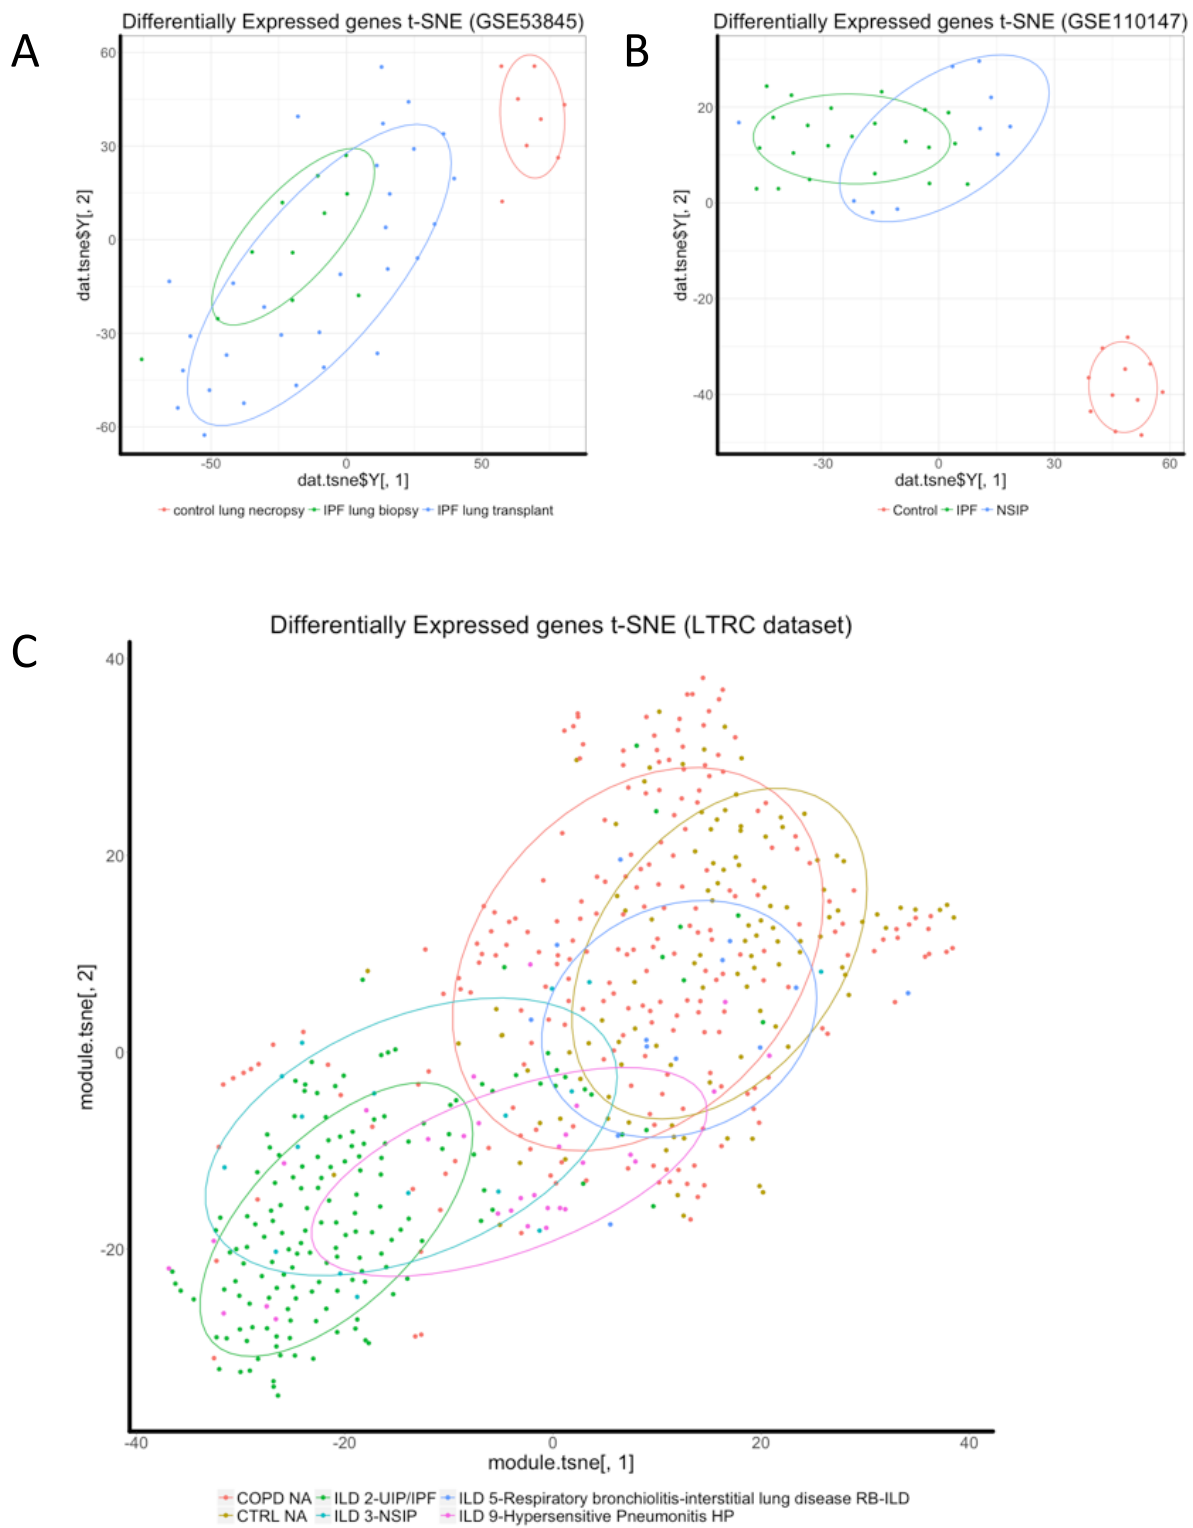 A
Differentially Expressed genes t-SNE (GSE53845)
60
30
0
-30
-60
dat.tsne$Y[, 2]
-50
0
50
dat.tsne$Y[, 1]
control lung necropsy
IPF lung biopsy
IPF lung transplant
B
Differentially Expressed genes t-SNE (GSE110147)
20
0
-20
-40
dat.tsne$Y[, 2]
-30
0
30
60
dat.tsne$Y[, 1]
Control
IPF
NSIP
C
Differentially Expressed genes t-SNE (LTRC dataset)
40
20
0
-20
module.tsne[, 2]
-40
-20
0
20
40
module.tsne[, 1]
COPD NA
ILD 2-UIP/IPF
ILD 5-Respiratory bronchiolitis-interstitial lung disease RB-ILD
CTRL NA
ILD 3-NSIP
ILD 9-Hypersensitive Pneumonitis HP